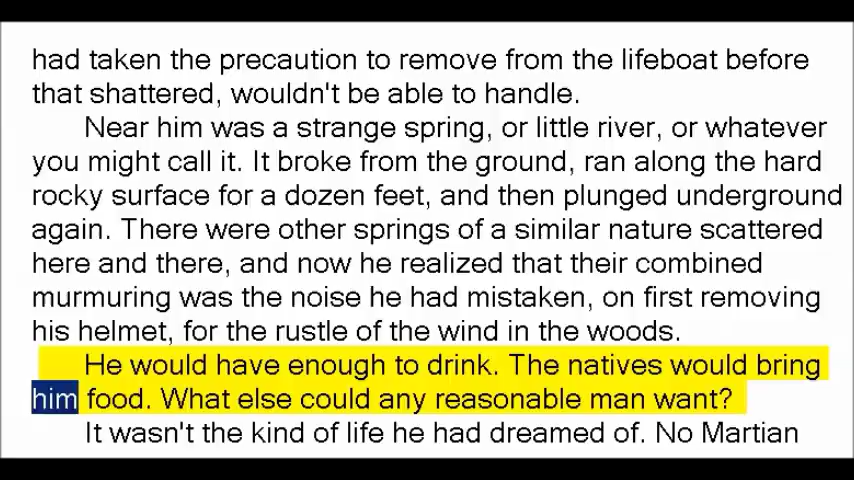 had taken the precaution to remove from the lifeboat before
that shattered, wouldn't be able to handle.
Near him was a strange spring, or little river, or whatever
you might call it. It broke from the ground, ran along the hard
rocky surface for a dozen feet, and then plunged underground
again. There were other springs of a similar nature scattered
here and there, and now he realized that their combined
murmuring was the noise he had mistaken, on first removing
his helmet, for the rustle of the wind in the woods.
He would have enough to drink. The natives would bring
him food. What else could any reasonable man want?
It wasn't the kind of life he had dreamed of. No Martian